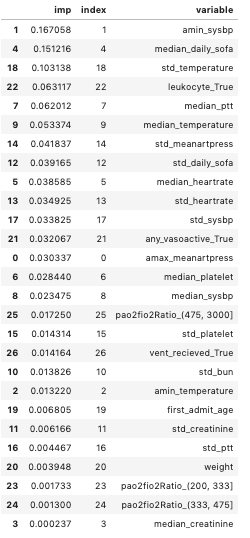 imp index variable
1 0.167058 1 amin_sysbp
4 0.151216 4 median_daily_sofa
18 0.103138 18 std_temperature
22 0.063117 22 leukocyte_True
7 0.062012 7 median_ptt
9 0.053374 9 median_temperature
14 0.041837 14 std_meanartpress
12 0.039165 12 std_daily_sofa
5 0.038585 5 median_heartrate
13 0.034925 13 std_heartrate
17 0.033825 17 std_sysbp
21 0.032067 21 any_vasoactive_True
0 0.030337 0 amax_meanartpress
6 0.028440 6 median_platelet
8 0.023475 8 median_sysbp
25 0.017250 25 pao2fio2Ratio_(475, 3000]
15 0.014314 15 std_platelet
26 0.014164 26 vent_recieved_True
10 0.013826 10 std_bun
2 0.013220 2 amin_temperature
19 0.006805 19 first_admit_age
11 0.006166 11 std_creatinine
16 0.004467 16 std_ptt
20 0.003948 20 weight
23 0.001733 23 pao2fio2Ratio_(200, 333]
24 0.001300 24 pao2fio2Ratio_(333, 475]
3 0.000237 3 median_creatinine